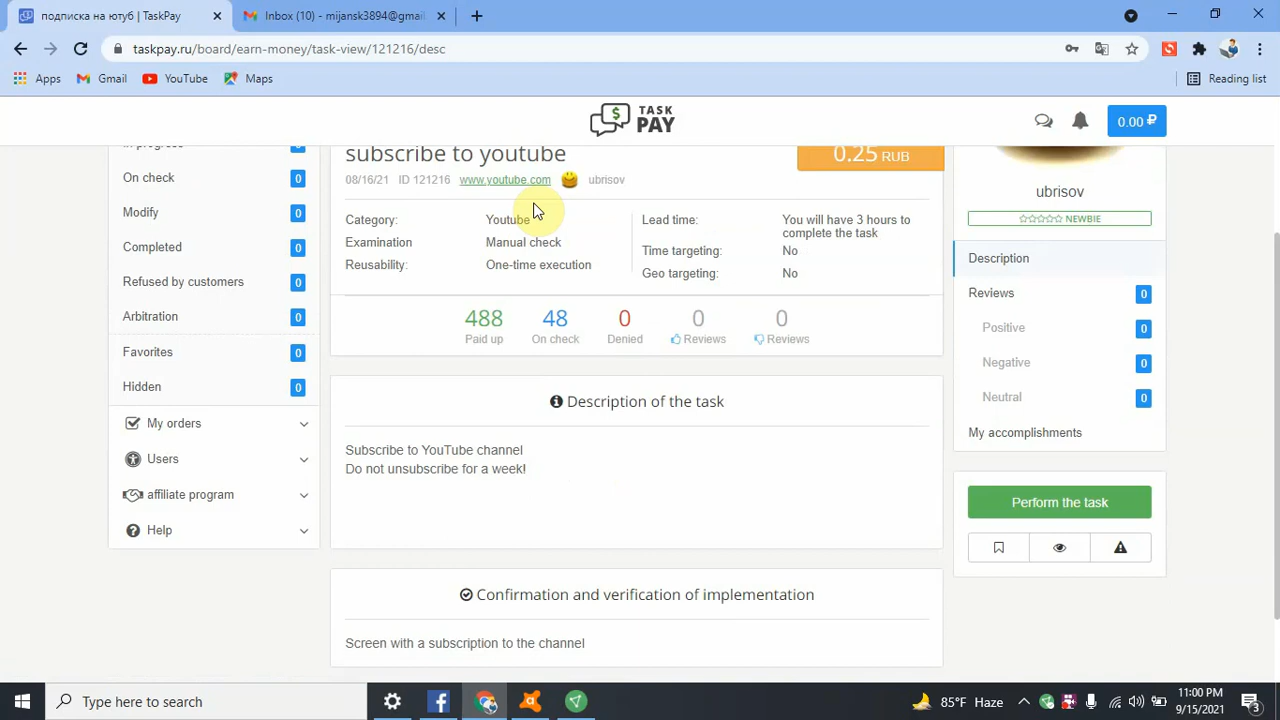 подписка на ютуб | TaskPay
Inbox (10) - mijansk3894@gmail
taskpay.ru/board/earn-money/task-view/121216/desc
Apps
Gmail
YouTube
Maps
Reading list
TASK PAY
0.00 ₽
In progress
0
On check
0
Modify
0
Completed
0
Refused by customers
0
Arbitration
0
Favorites
0
Hidden
0
My orders
Users
affiliate program
Help
subscribe to youtube
0.25 RUB
08/16/21 ID 121216 www.youtube.com ubrisov
Category: Youtube
Examination Manual check
Reusability: One-time execution
Lead time: You will have 3 hours to
complete the task
Time targeting: No
Geo targeting: No
488
Paid up
48
On check
0
Denied
0
Reviews
0
Reviews
Description of the task
Subscribe to YouTube channel
Do not unsubscribe for a week!
Confirmation and verification of implementation
Screen with a subscription to the channel
ubrisov
NEWBIE
Description
Reviews
0
Positive
0
Negative
0
Neutral
0
My accomplishments
Perform the task
Type here to search
85°F Haze
11:00 PM
9/15/2021
3